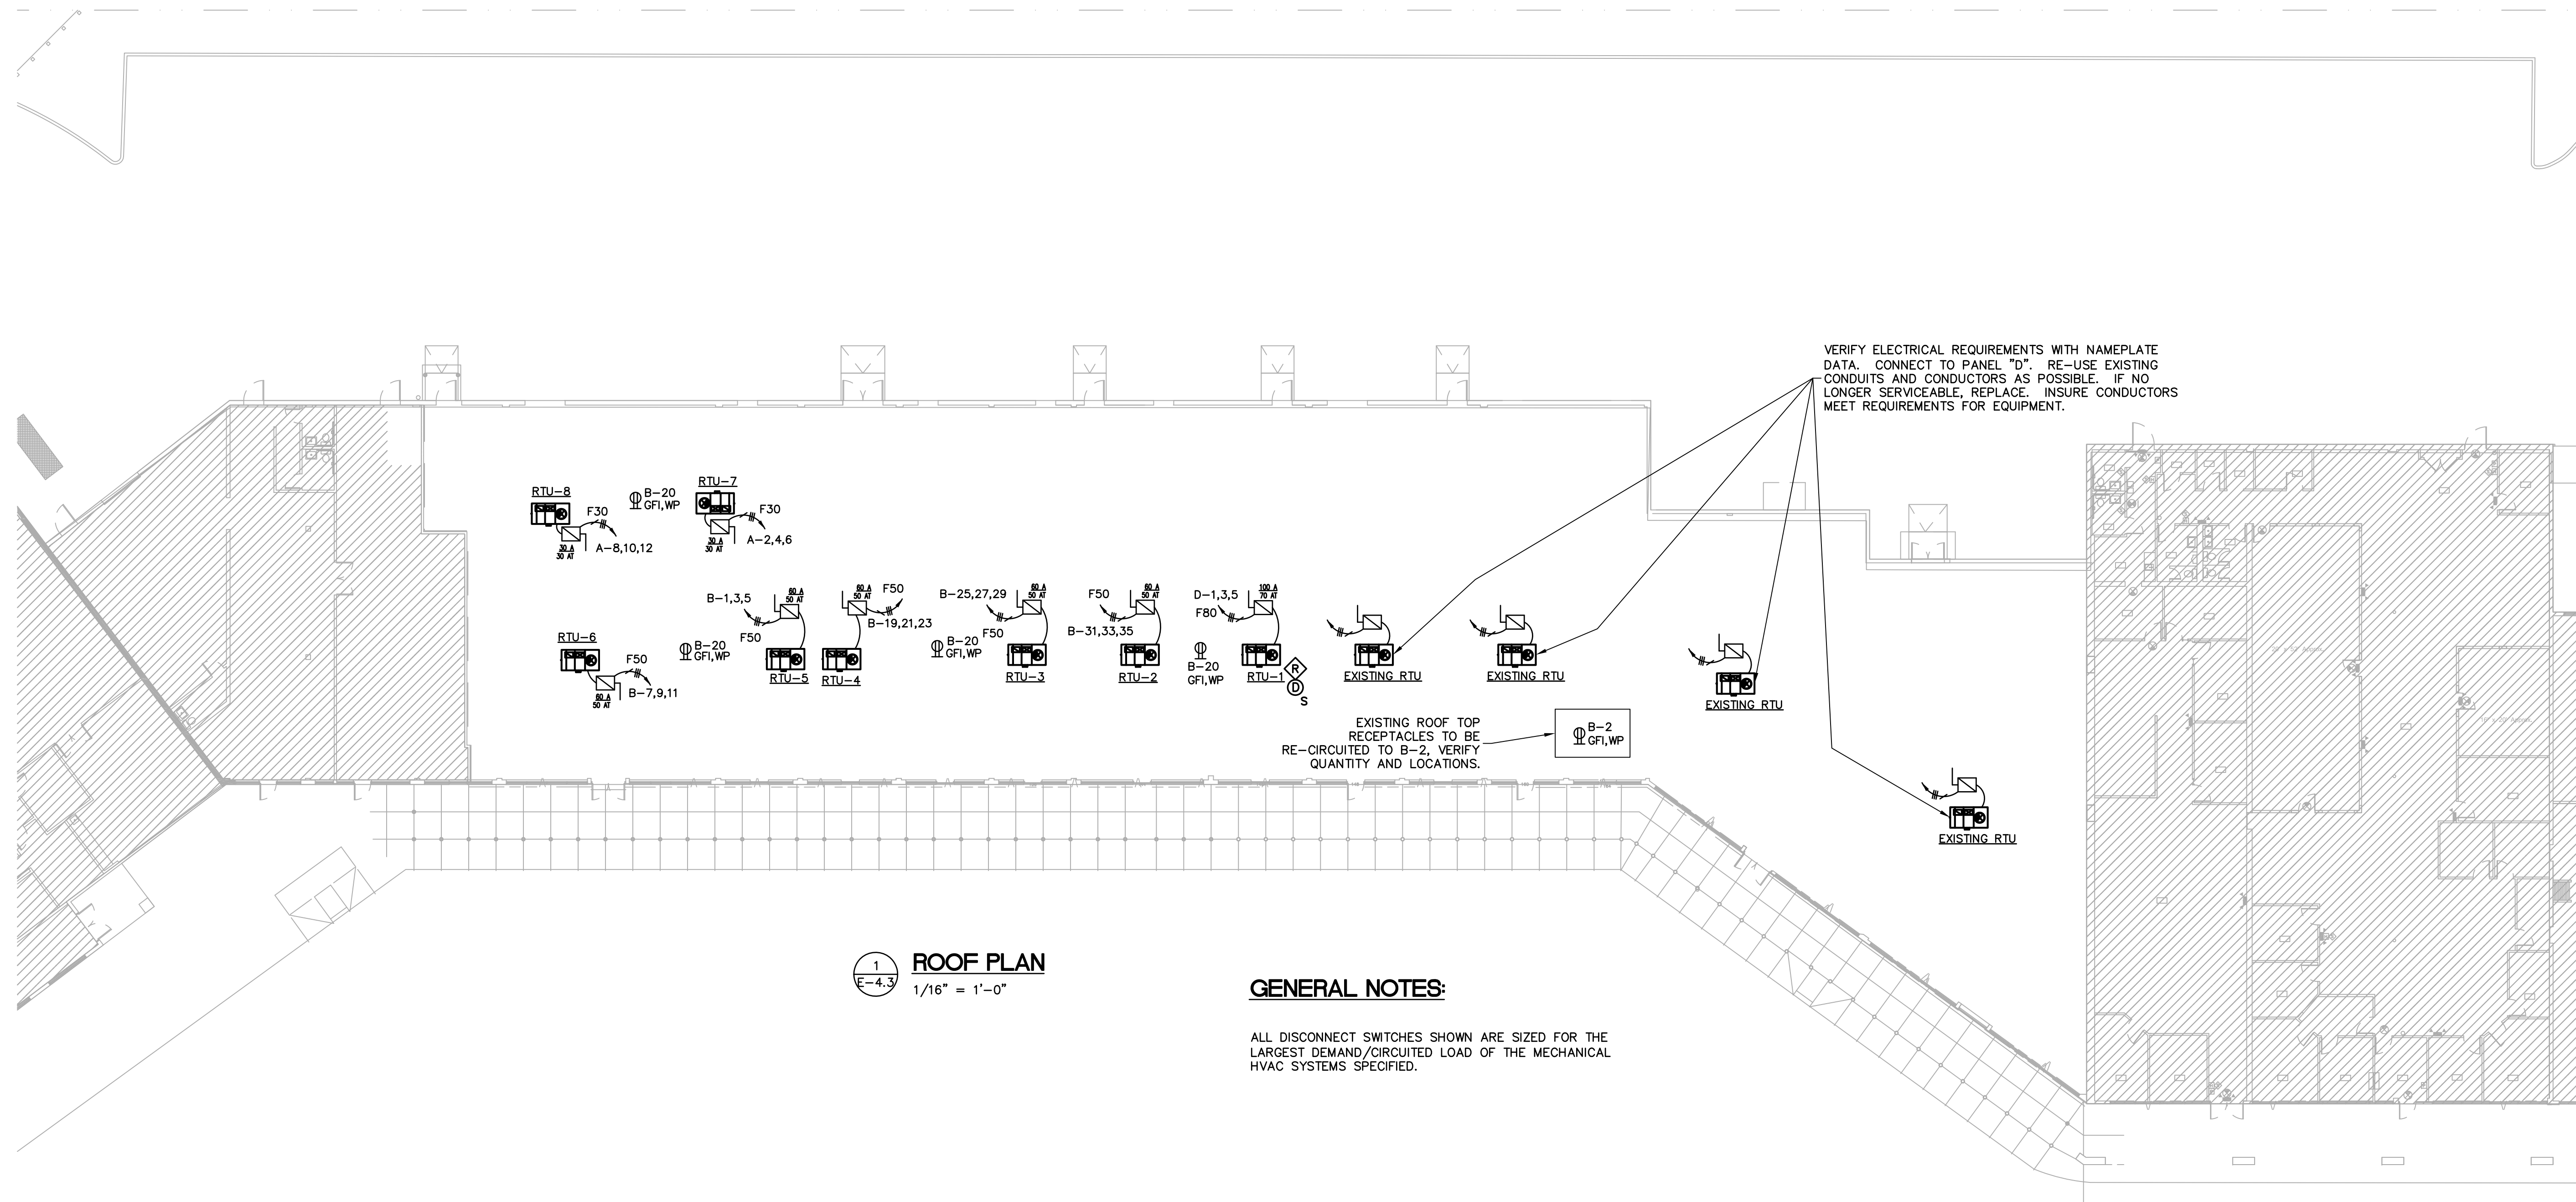 VERIFY ELECTRICAL REQUIREMENTS WITH NAMEPLATE
DATA. CONNECT TO PANEL "D". RE-USE EXISTING
CONDUITS AND CONDUCTORS AS POSSIBLE. IF NO
LONGER SERVICEABLE, REPLACE. INSURE CONDUCTORS
MEET REQUIREMENTS FOR EQUIPMENT.
RTU-8
F30
30 A
30 AT
A-8,10,12
B-20
GFI,WP
RTU-7
F30
30 A
30 AT
A-2,4,6
RTU-6
F50
60 A
50 AT
B-7,9,11
B-20
GFI,WP
B-1,3,5
60 A
50 AT
F50
RTU-5
60 A
50 AT
F50
B-19,21,23
RTU-4
B-20
GFI,WP
B-25,27,29
60 A
50 AT
F50
RTU-3
F50
60 A
50 AT
B-31,33,35
RTU-2
B-20
GFI,WP
D-1,3,5
100 A
70 AT
F80
RTU-1
R
D
S
EXISTING RTU
EXISTING RTU
EXISTING RTU
EXISTING RTU
EXISTING ROOF TOP
RECEPTACLES TO BE
RE-CIRCUITED TO B-2, VERIFY
QUANTITY AND LOCATIONS.
B-2
GFI,WP
1
E-4.3
ROOF PLAN
1/16" = 1'-0"
GENERAL NOTES:
ALL DISCONNECT SWITCHES SHOWN ARE SIZED FOR THE
LARGEST DEMAND/CIRCUITED LOAD OF THE MECHANICAL
HVAC SYSTEMS SPECIFIED.